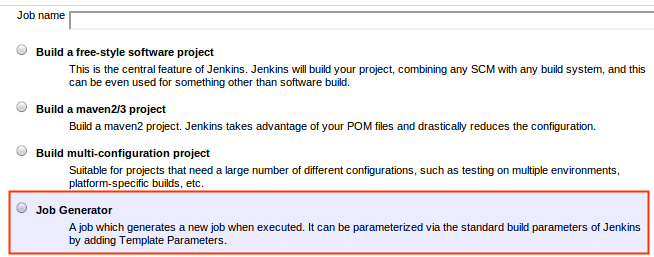 Job name
Build a free-style software project
This is the central feature of Jenkins. Jenkins will build your project, combining any SCM with any build system, and this
can be even used for something other than software build.
Build a maven2/3 project
Build a maven2 project. Jenkins takes advantage of your POM files and drastically reduces the configuration.
Build multi-configuration project
Suitable for projects that need a large number of different configurations, such as testing on multiple environments,
platform-specific builds, etc.
Job Generator
A job which generates a new job when executed. It can be parameterized via the standard build parameters of Jenkins
by adding Template Parameters.